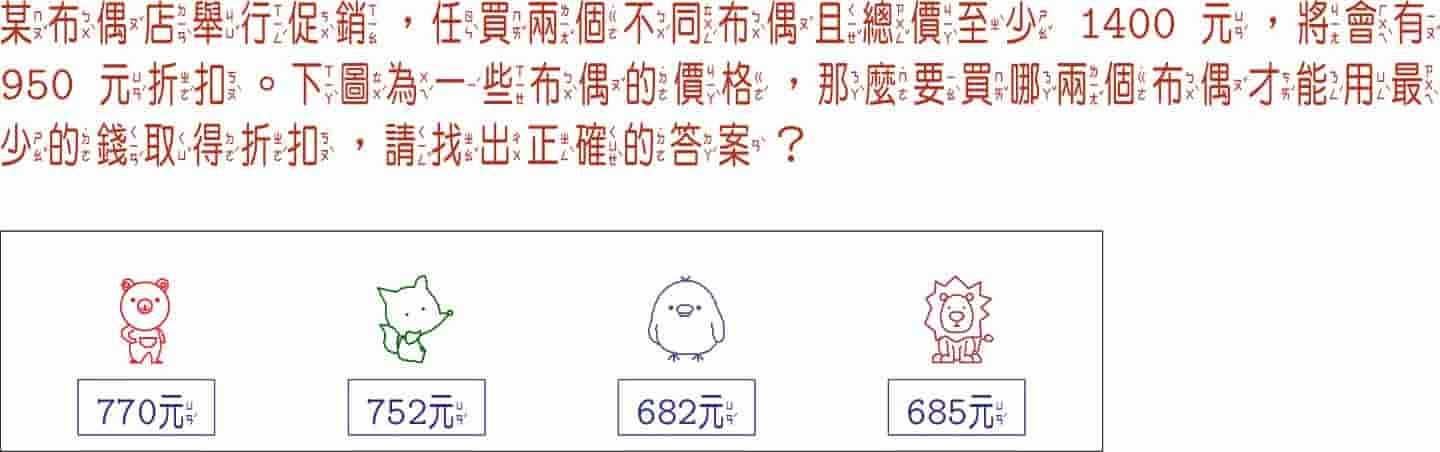 某布偶店舉行促銷，任買兩個不同布偶且總價至少 1400 元，將會有
950 元折扣。下圖為一些布偶的價格，那麼要買哪兩個布偶才能用最
少的錢取得折扣，請找出正確的答案？
770元 752元 682元 685元